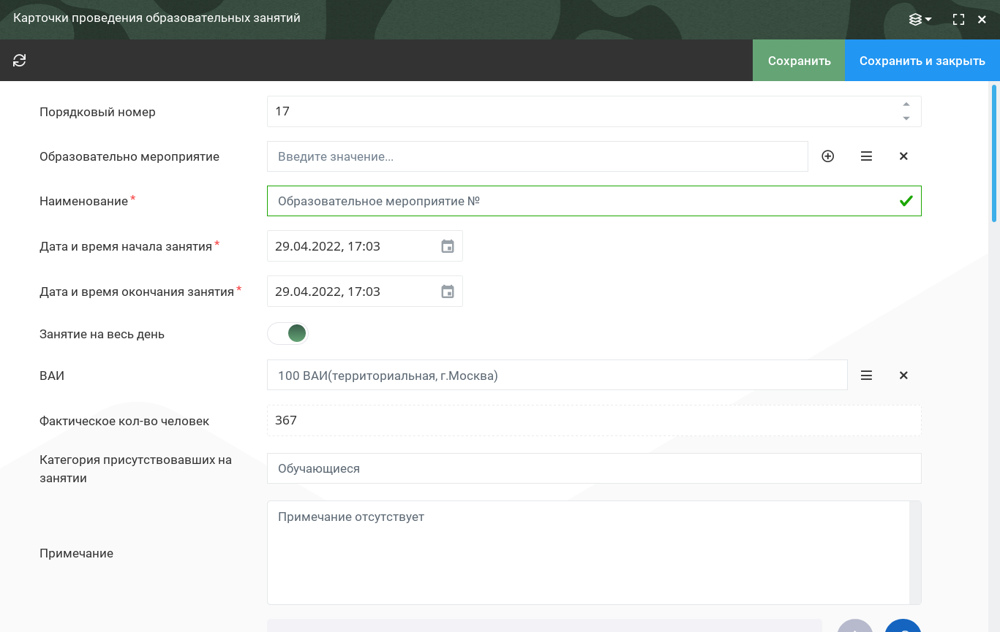 Карточки проведения образовательных занятий
Сохранить
Сохранить и закрыть
Порядковый номер
17
Образовательно мероприятие
Введите значение...
Наименование *
Образовательное мероприятие №
Дата и время начала занятия *
29.04.2022, 17:03
Дата и время окончания занятия *
29.04.2022, 17:03
Занятие на весь день
ВАИ
100 ВАИ(территориальная, г.Москва)
Фактическое кол-во человек
367
Категория присутствовавших на
занятии
Обучающиеся
Примечание отсутствует
Примечание